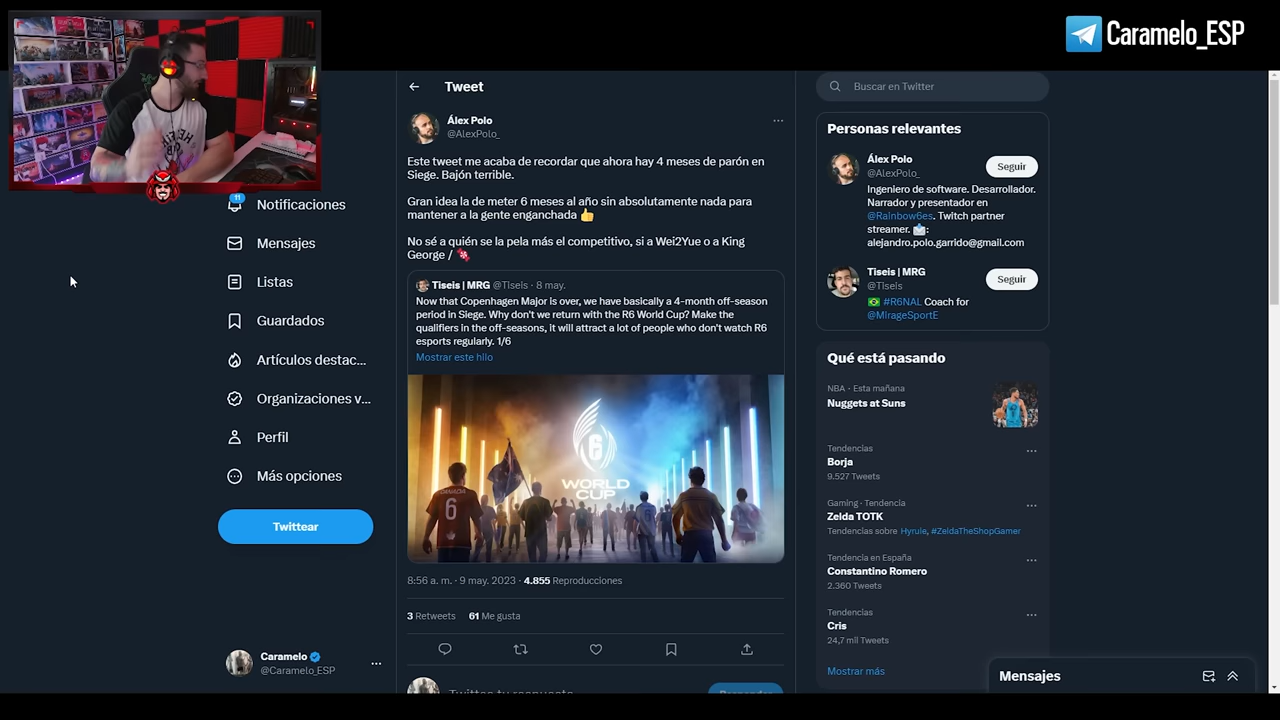 Caramelo_ESP
Notificaciones
11
Mensajes
Listas
Guardados
Artículos destac...
Organizaciones v...
Perfil
Más opciones
Twittear
Caramelo
@Caramelo_ESP
Tweet
Álex Polo
@AlexPolo_
Este tweet me acaba de recordar que ahora hay 4 meses de parón en
Siege. Bajón terrible.
Gran idea la de meter 6 meses al año sin absolutamente nada para
mantener a la gente enganchada 👍
No sé a quién se la pela más el competitivo, si a Wei2Yue o a King
George / 🍬
Tiseis | MRG @Tiseis · 8 may.
Now that Copenhagen Major is over, we have basically a 4-month off-season
period in Siege. Why don't we return with the R6 World Cup? Make the
qualifiers in the off-seasons, it will attract a lot of people who don't watch R6
esports regularly. 1/6
Mostrar este hilo
6
WORLD
CUP
CANADA
6
8:56 a. m. · 9 may. 2023 · 4.855 Reproducciones
3 Retweets 61 Me gusta
Twittea tu respuesta
Responder
Buscar en Twitter
Personas relevantes
Álex Polo
@AlexPolo_
Seguir
Ingeniero de software. Desarrollador.
Narrador y presentador en
@Rainbow6es. Twitch partner
streamer. 📩:
alejandro.polo.garrido@gmail.com
Tiseis | MRG
@Tiseis
Seguir
🇧🇷 #R6NAL Coach for
@MirageSportE
Qué está pasando
NBA · Esta mañana
Nuggets at Suns
Tendencias
Borja
9.527 Tweets
Gaming · Tendencia
Zelda TOTK
Tendencias sobre Hyrule, #ZeldaTheShopGamer
Tendencia en España
Constantino Romero
2.360 Tweets
Tendencias
Cris
24,7 mil Tweets
Mostrar más
Mensajes